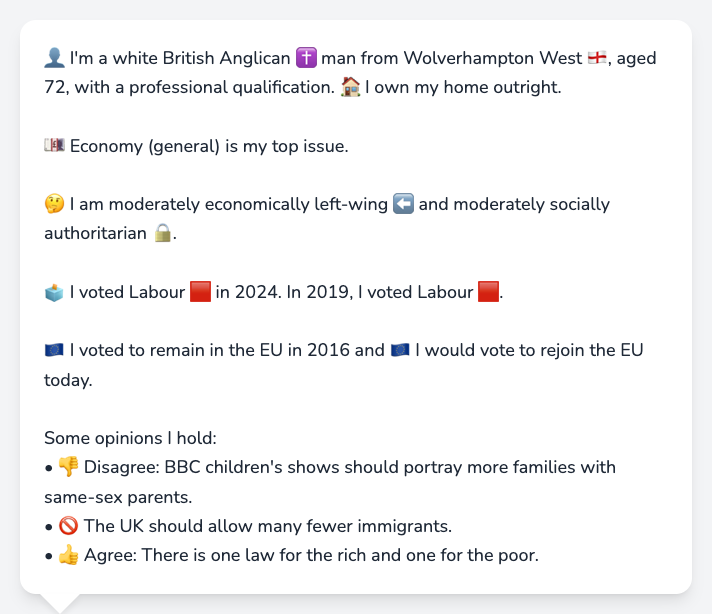 👤 I'm a white British Anglican ✝️ man from Wolverhampton West 🏴󠁧󠁢󠁥󠁮󠁧󠁿, aged
72, with a professional qualification. 🏠 I own my home outright.
💷 Economy (general) is my top issue.
🤔 I am moderately economically left-wing ⬅️ and moderately socially
authoritarian 🔒.
🗳️ I voted Labour 🟥 in 2024. In 2019, I voted Labour 🟥.
🇪🇺 I voted to remain in the EU in 2016 and 🇪🇺 I would vote to rejoin the EU
today.
Some opinions I hold:
• 👎 Disagree: BBC children's shows should portray more families with
same-sex parents.
• 🚫 The UK should allow many fewer immigrants.
• 👍 Agree: There is one law for the rich and one for the poor.